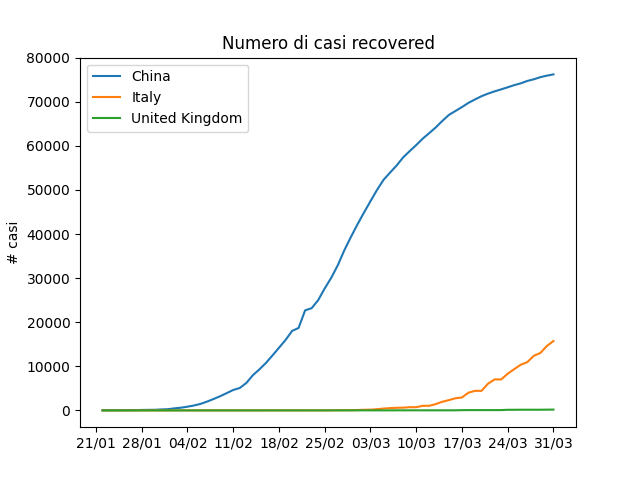 Numero di casi recovered
China
Italy
United Kingdom
# casi
80000
70000
60000
50000
40000
30000
20000
10000
0
21/01 28/01 04/02 11/02 18/02 25/02 03/03 10/03 17/03 24/03 31/03